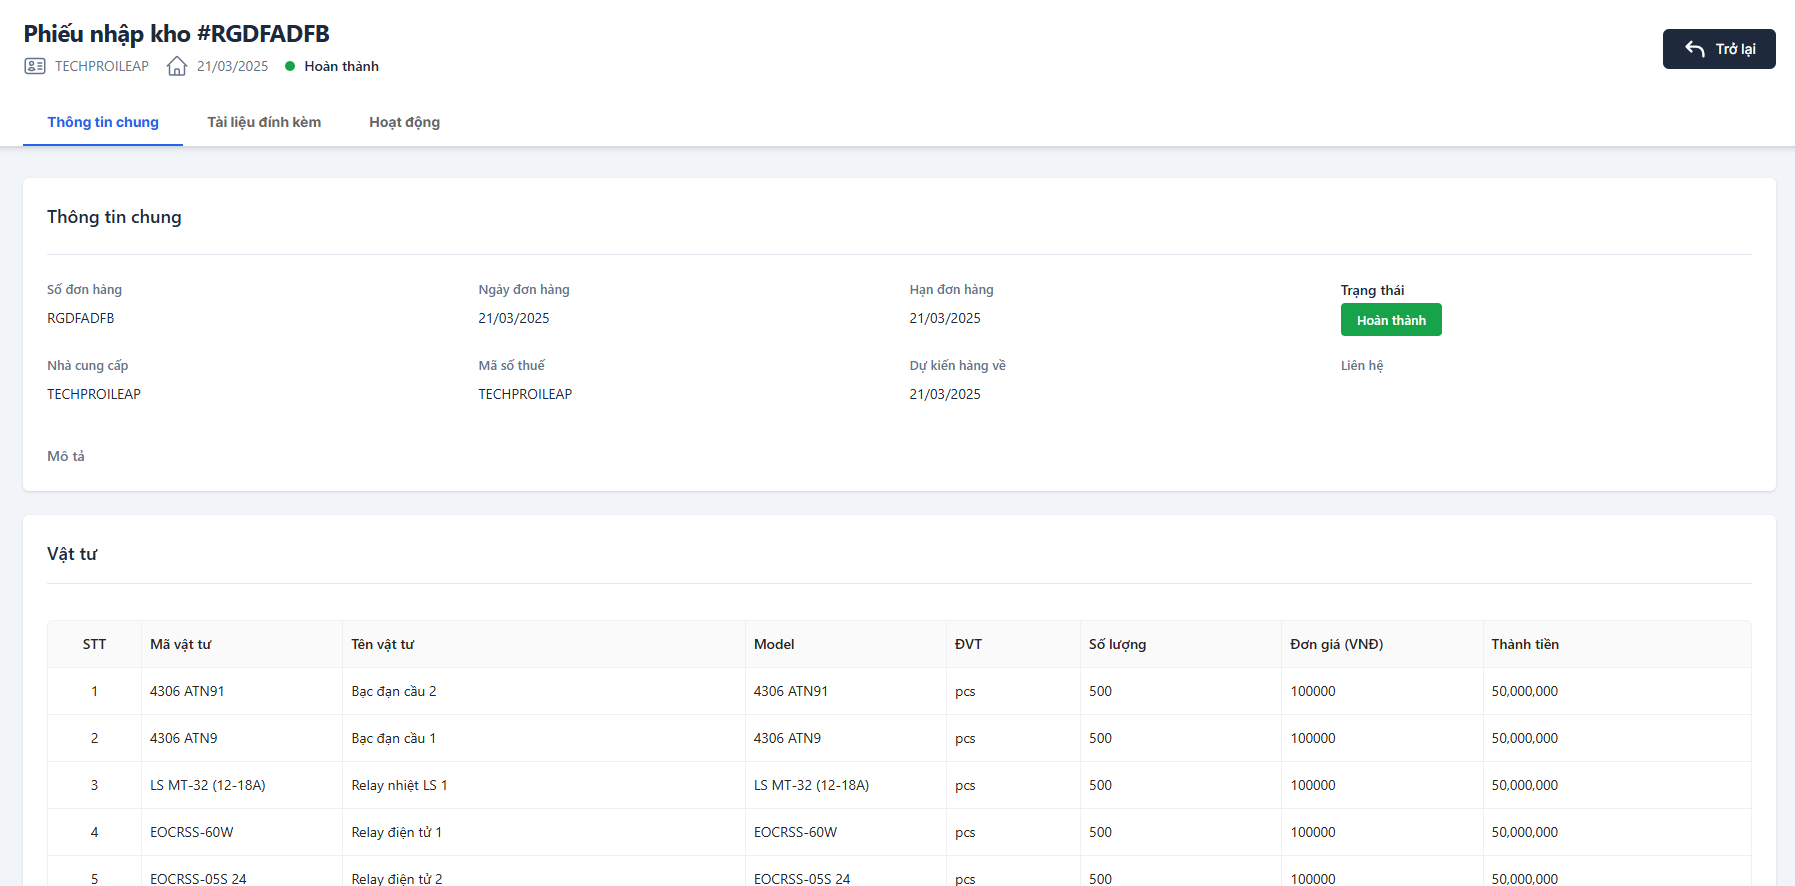 Phiếu nhập kho #RGDFADFB
TECHPROILEAP 21/03/2025 Hoàn thành
Trở lại
Thông tin chung Tài liệu đính kèm Hoạt động
Thông tin chung
Số đơn hàng Ngày đơn hàng Hạn đơn hàng Trạng thái
RGDFADFB 21/03/2025 21/03/2025 Hoàn thành
Nhà cung cấp Mã số thuế Dự kiến hàng về Liên hệ
TECHPROILEAP TECHPROILEAP 21/03/2025
Mô tả
Vật tư
STT Mã vật tư Tên vật tư Model ĐVT Số lượng Đơn giá (VNĐ) Thành tiền
1 4306 ATN91 Bạc đạn cầu 2 4306 ATN91 pcs 500 100000 50,000,000
2 4306 ATN9 Bạc đạn cầu 1 4306 ATN9 pcs 500 100000 50,000,000
3 LS MT-32 (12-18A) Relay nhiệt LS 1 LS MT-32 (12-18A) pcs 500 100000 50,000,000
4 EOCRSS-60W Relay điện tử 1 EOCRSS-60W pcs 500 100000 50,000,000
5 EOCRSS-05S 24 Relay điện tử 2 EOCRSS-05S 24 pcs 500 100000 50,000,000